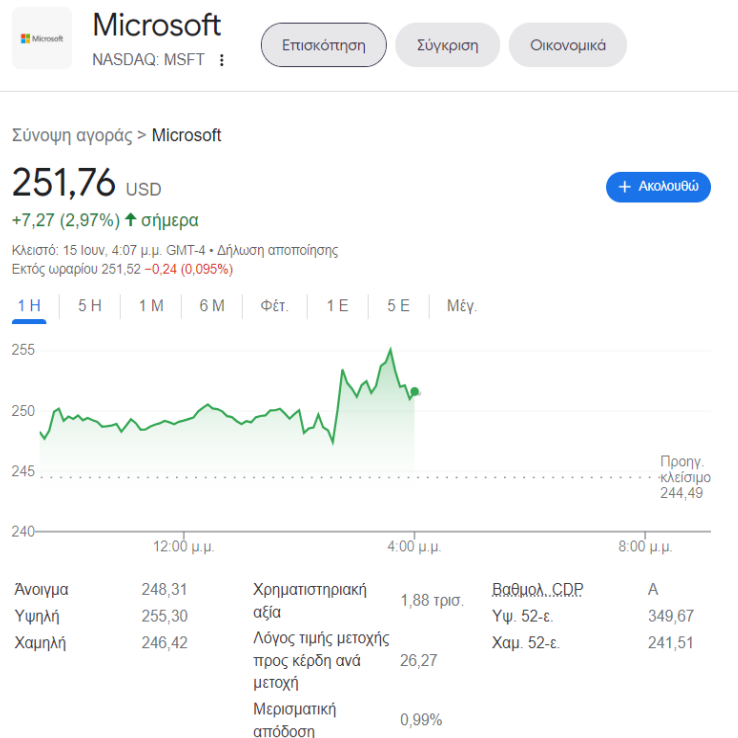 Microsoft
Microsoft
NASDAQ: MSFT
Επισκόπηση
Σύγκριση
Οικονομικά
Σύνοψη αγοράς > Microsoft
251,76 USD
+ Ακολουθώ
+7,27 (2,97%) ↑ σήμερα
Κλειστό: 15 Ιουν, 4:07 μ.μ. GMT-4 • Δήλωση αποποίησης
Εκτός ωραρίου 251,52 −0,24 (0,095%)
1 Η
5 Η
1 Μ
6 Μ
Φέτ.
1 Ε
5 Ε
Μέγ.
255
250
245
240
Προηγ.
κλείσιμο
244,49
12:00 μ.μ.
4:00 μ.μ.
8:00 μ.μ.
Άνοιγμα 248,31
Υψηλή 255,30
Χαμηλή 246,42
Χρηματιστηριακή
αξία
1,88 τρισ.
Λόγος τιμής μετοχής
προς κέρδη ανά
μετοχή
26,27
Μερισματική
απόδοση
0,99%
Βαθμολ. CDP A
Υψ. 52-ε. 349,67
Χαμ. 52-ε. 241,51